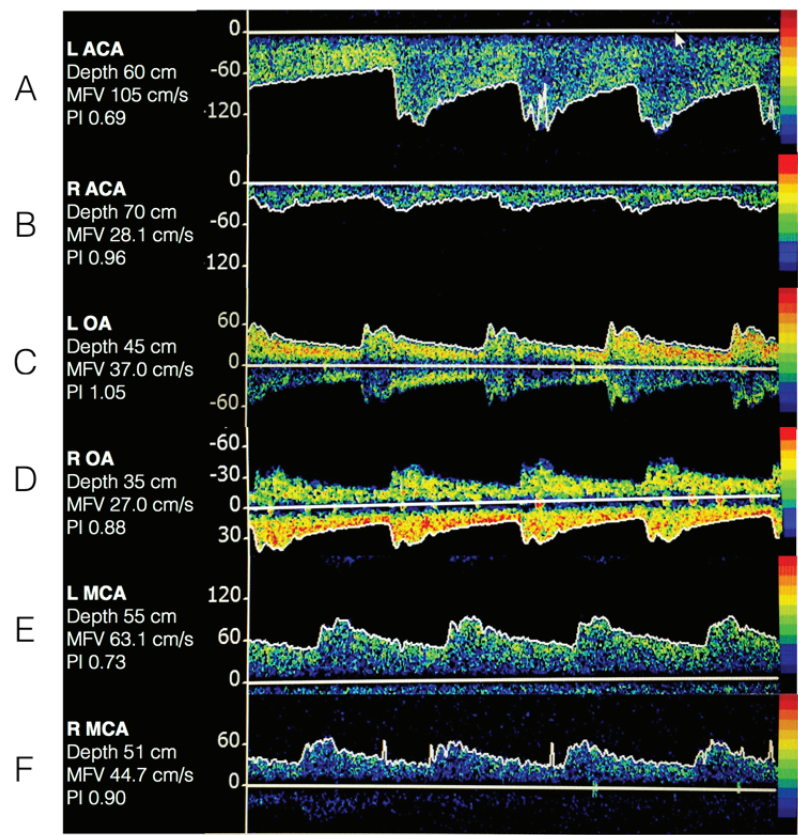 A
L ACA
Depth 60 cm
MFV 105 cm/s
PI 0.69
0
-60
-120
B
R ACA
Depth 70 cm
MFV 28.1 cm/s
PI 0.96
0
-60
120
C
L OA
Depth 45 cm
MFV 37.0 cm/s
PI 1.05
60
0
-60
D
R OA
Depth 35 cm
MFV 27.0 cm/s
PI 0.88
-60
-30
0
30
E
L MCA
Depth 55 cm
MFV 63.1 cm/s
PI 0.73
120
60
0
F
R MCA
Depth 51 cm
MFV 44.7 cm/s
PI 0.90
60
0